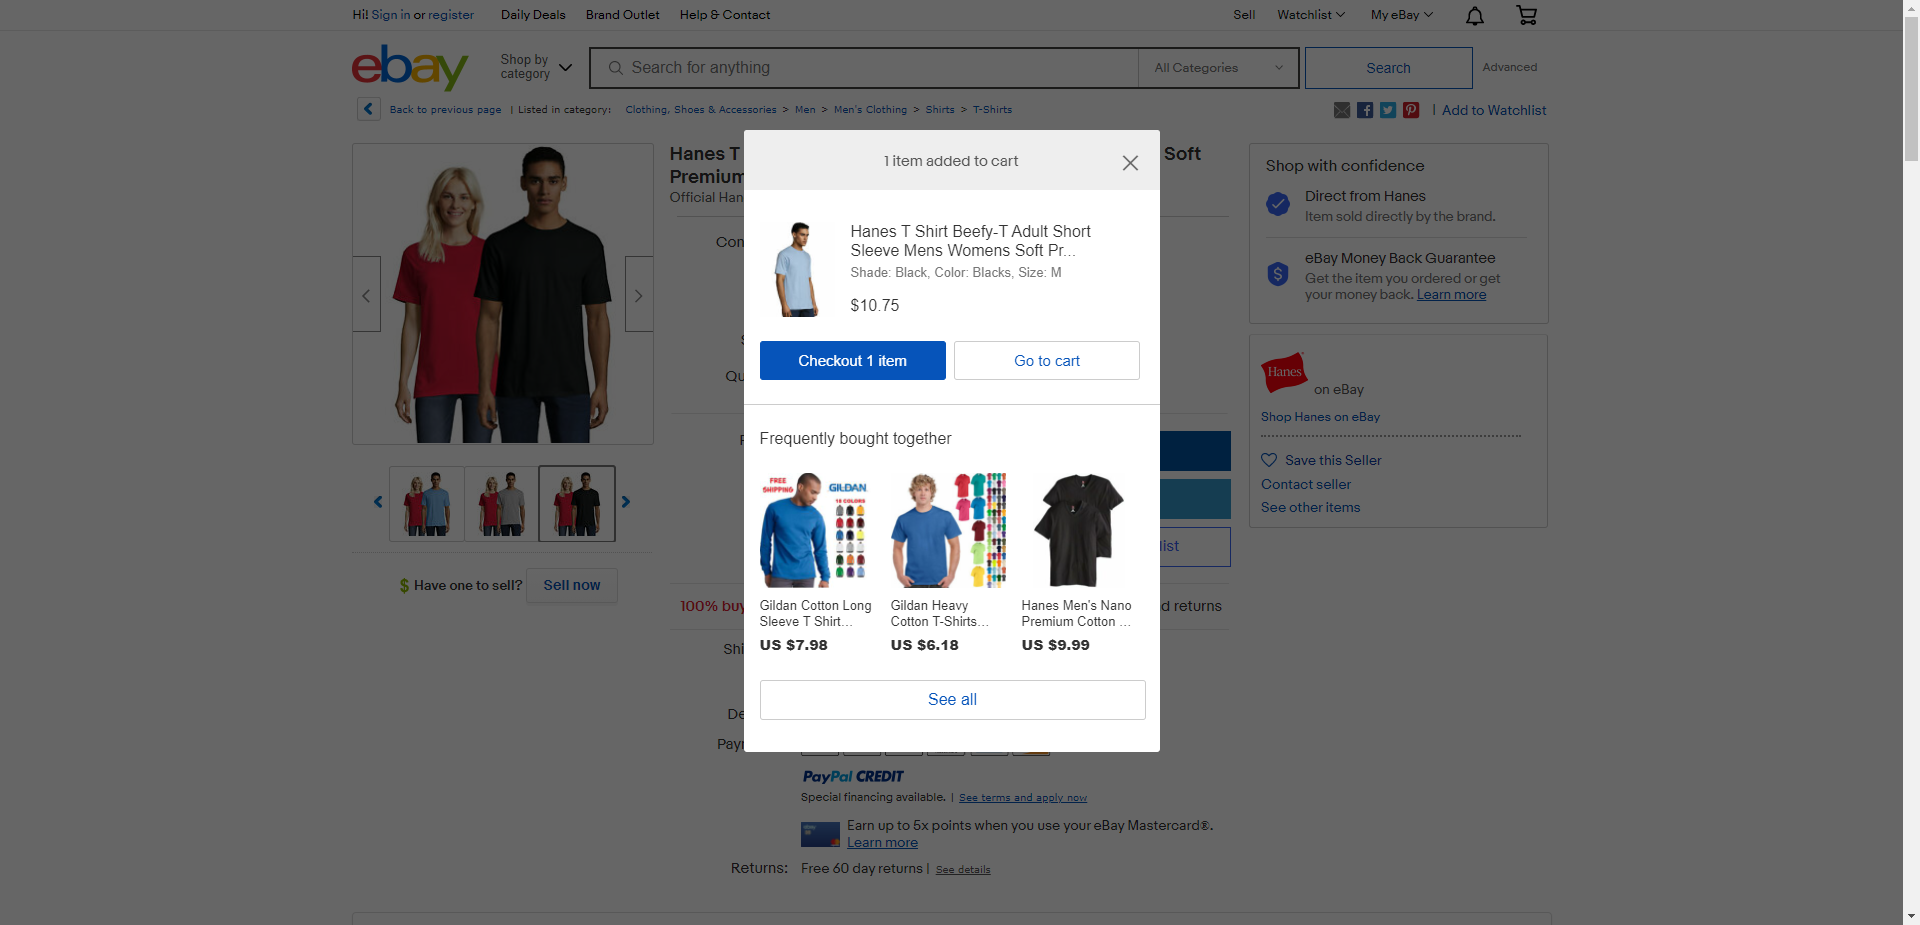 Hi! Sign in or register
Daily Deals
Brand Outlet
Help & Contact
Sell
Watchlist
My eBay
ebay
Shop by
category
Search for anything
All Categories
Search
Advanced
Back to previous page | Listed in category:
Clothing, Shoes & Accessories > Men > Men's Clothing > Shirts > T-Shirts
| Add to Watchlist
Hanes T
Soft
Premium
Official Han
1 item added to cart
Hanes T Shirt Beefy-T Adult Short
Sleeve Mens Womens Soft Pr...
Shade: Black, Color: Blacks, Size: M
$10.75
Checkout 1 item
Go to cart
Frequently bought together
FREE
SHIPPING
GILDAN
Gildan Cotton Long
Sleeve T Shirt...
US $7.98
Gildan Heavy
Cotton T-Shirts...
US $6.18
Hanes Men's Nano
Premium Cotton ...
US $9.99
See all
Con
Qu
list
100% buy
d returns
Shi
De
Payr
PayPal CREDIT
Special financing available. | See terms and apply now
Earn up to 5x points when you use your eBay Mastercard®.
Learn more
Returns:
Free 60 day returns | See details
$ Have one to sell?
Sell now
Shop with confidence
Direct from Hanes
Item sold directly by the brand.
eBay Money Back Guarantee
Get the item you ordered or get
your money back. Learn more
Hanes
on eBay
Shop Hanes on eBay
Save this Seller
Contact seller
See other items